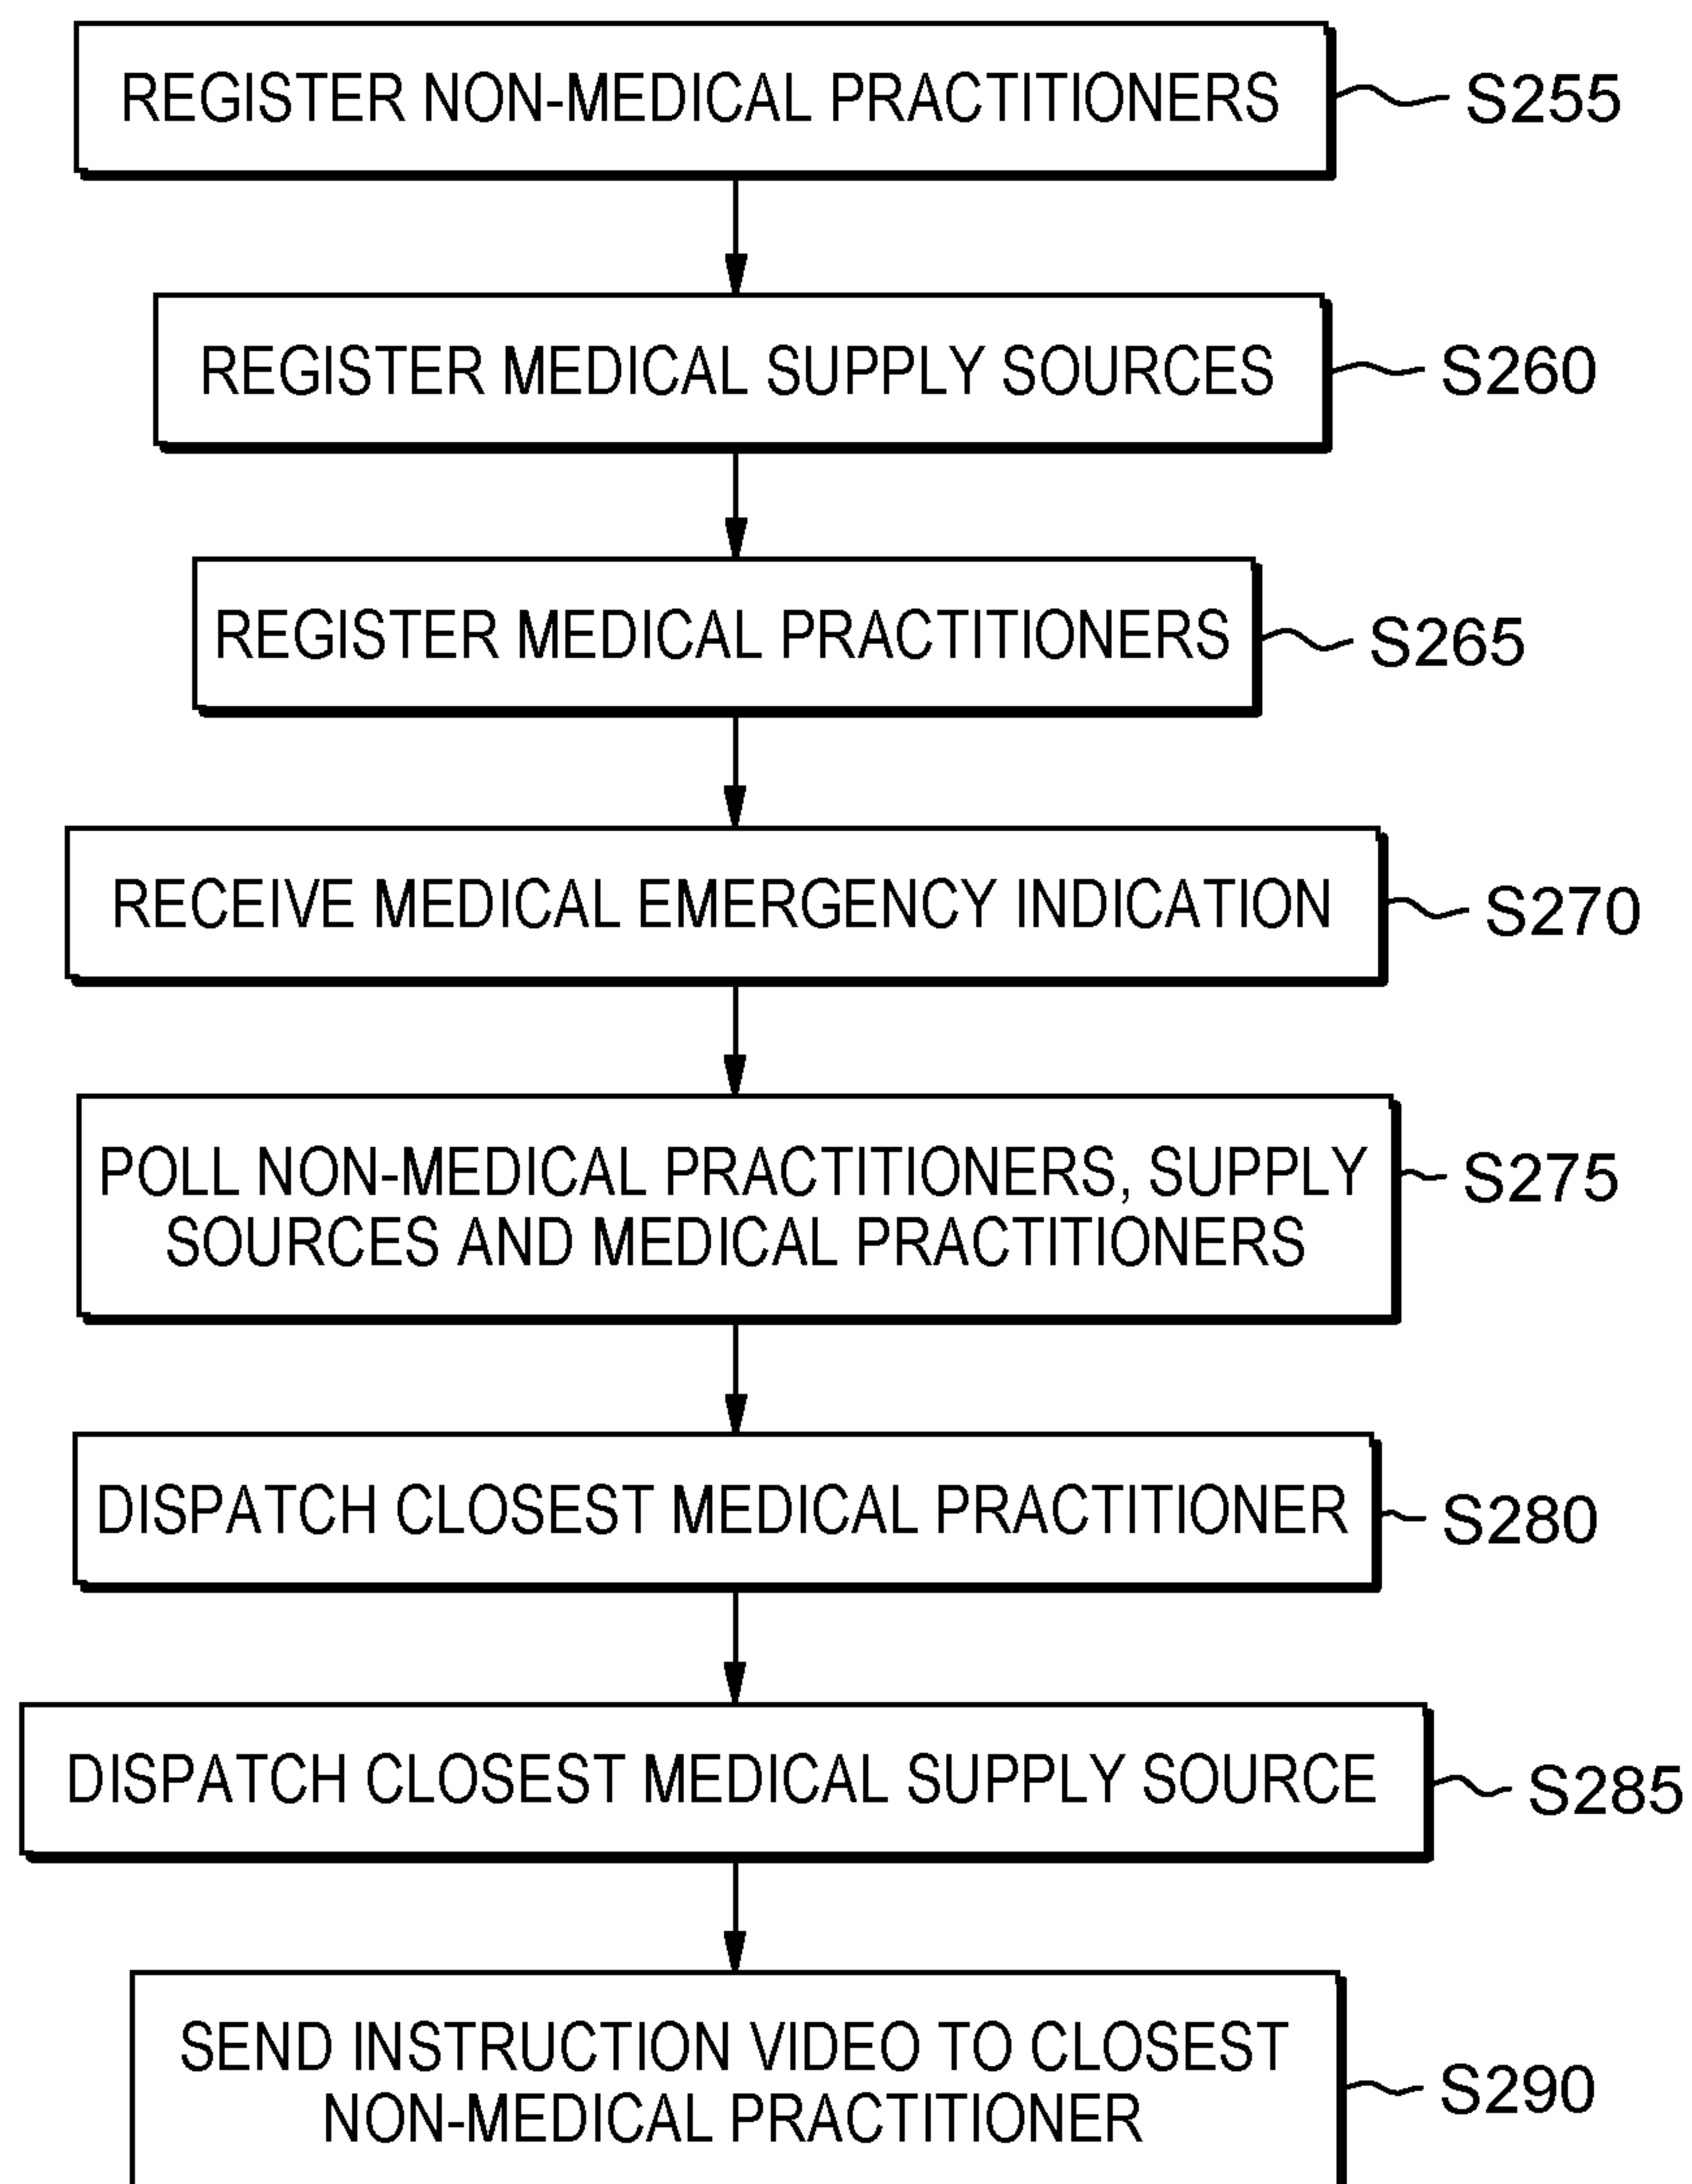 REGISTER NON-MEDICAL PRACTITIONERS
S255
REGISTER MEDICAL SUPPLY SOURCES
S260
REGISTER MEDICAL PRACTITIONERS
S265
RECEIVE MEDICAL EMERGENCY INDICATION
S270
POLL NON-MEDICAL PRACTITIONERS, SUPPLY
SOURCES AND MEDICAL PRACTITIONERS
S275
DISPATCH CLOSEST MEDICAL PRACTITIONER
S280
DISPATCH CLOSEST MEDICAL SUPPLY SOURCE
S285
SEND INSTRUCTION VIDEO TO CLOSEST
NON-MEDICAL PRACTITIONER
S290